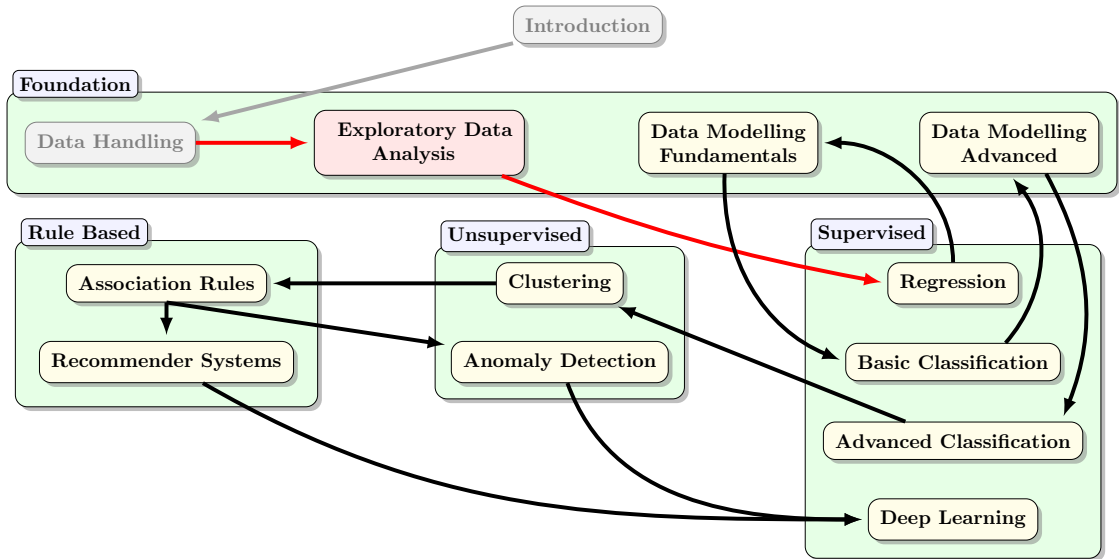 Introduction
Foundation
Data Handling
Exploratory Data
Analysis
Data Modelling
Fundamentals
Data Modelling
Advanced
Rule Based
Association Rules
Recommender Systems
Unsupervised
Clustering
Anomaly Detection
Supervised
Regression
Basic Classification
Advanced Classification
Deep Learning